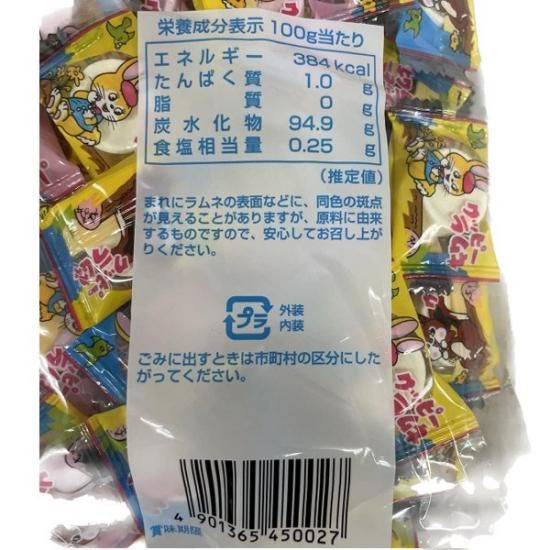 栄養成分表示 100g当たり
エネルギー 384kcal
たんぱく質 1.0 g
脂質 0 g
炭水化物 94.9 g
食塩相当量 0.25 g
(推定値)
まれにラムネの表面などに、同色の斑点
が見えることがありますが、原料に由来
するものですので、安心してお召し上が
りください。
プラ
外装
内装
ごみに出すときは市町村の区分にした
がってください。
4 901365 450027
賞味期限